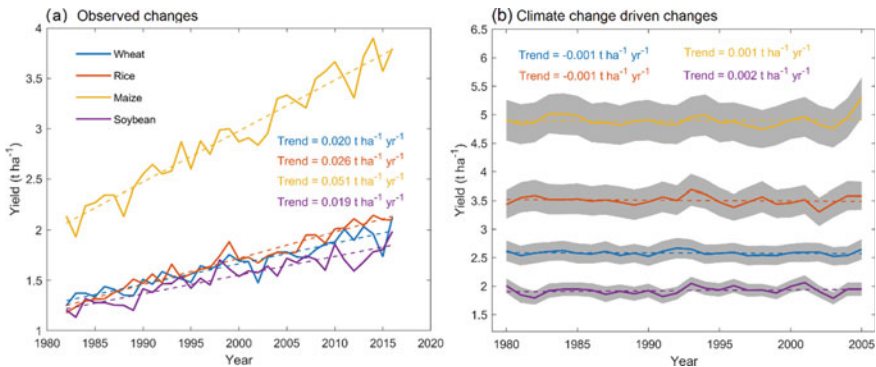 (a) Observed changes
4
3.5
3
2.5
2
1.5
1
Yield (t ha⁻¹)
Wheat
Rice
Maize
Soybean
Trend = 0.020 t ha⁻¹ yr⁻¹
Trend = 0.026 t ha⁻¹ yr⁻¹
Trend = 0.051 t ha⁻¹ yr⁻¹
Trend = 0.019 t ha⁻¹ yr⁻¹
1980 1985 1990 1995 2000 2005 2010 2015 2020
Year
(b) Climate change driven changes
6.5
6
5.5
5
4.5
4
3.5
3
2.5
2
1.5
Yield (t ha⁻¹)
Trend = -0.001 t ha⁻¹ yr⁻¹ Trend = 0.001 t ha⁻¹ yr⁻¹
Trend = -0.001 t ha⁻¹ yr⁻¹ Trend = 0.002 t ha⁻¹ yr⁻¹
1980 1985 1990 1995 2000 2005
Year